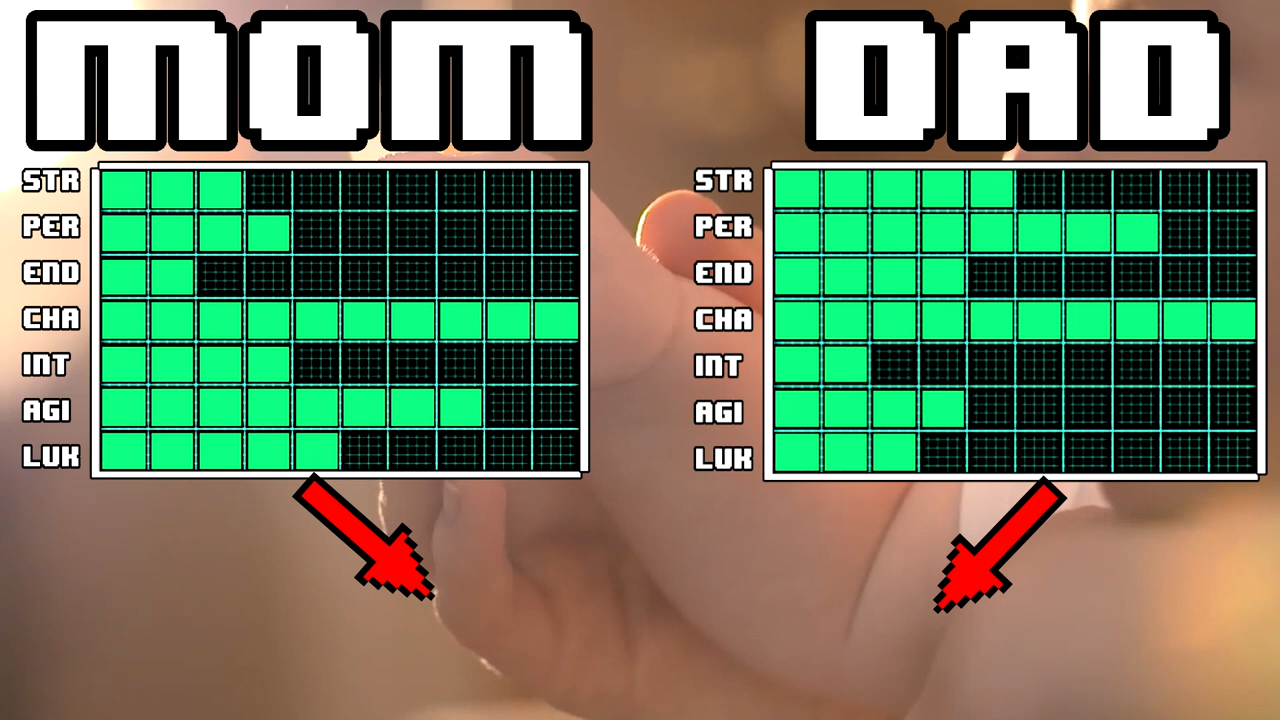 MOM
DAD
STR
PER
END
CHA
INT
AGI
LUK
STR
PER
END
CHA
INT
AGI
LUK